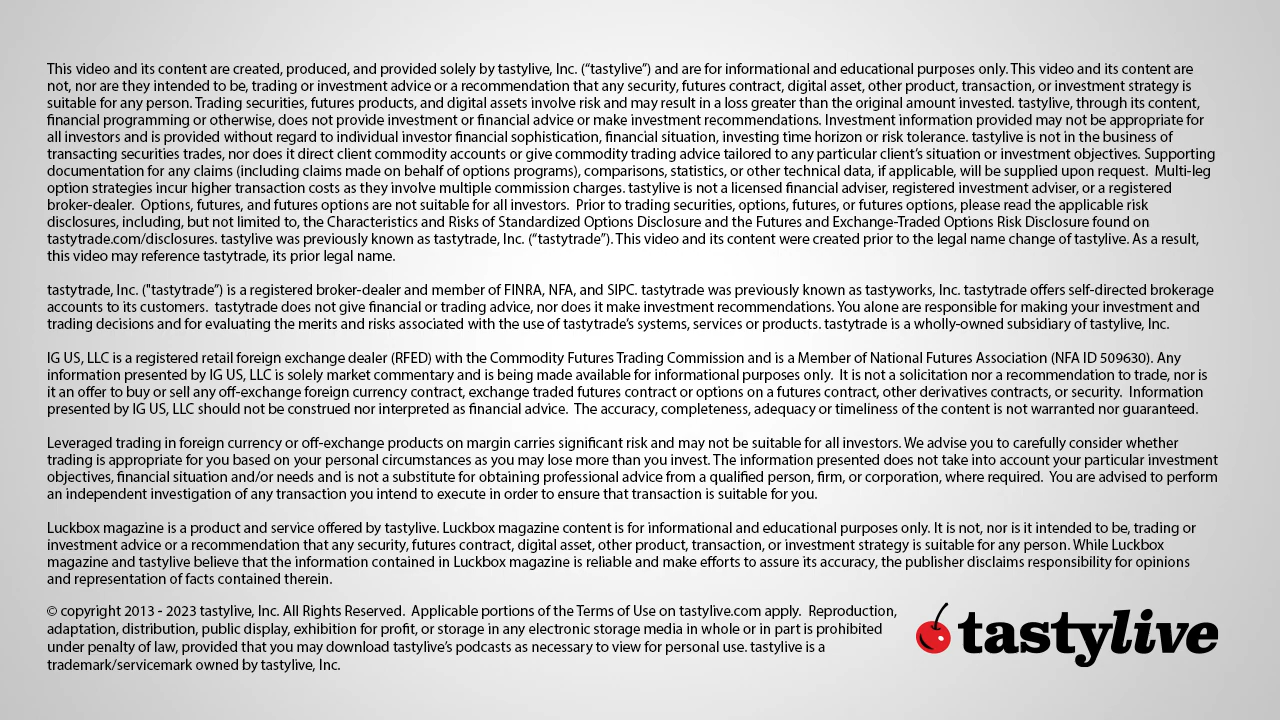 This video and its content are created, produced, and provided solely by tastylive, Inc. (“tastylive”) and are for informational and educational purposes only. This video and its content are
not, nor are they intended to be, trading or investment advice or a recommendation that any security, futures contract, digital asset, other product, transaction, or investment strategy is
suitable for any person. Trading securities, futures products, and digital assets involve risk and may result in a loss greater than the original amount invested. tastylive, through its content,
financial programming or otherwise, does not provide investment or financial advice or make investment recommendations. Investment information provided may not be appropriate for
all investors and is provided without regard to individual investor financial sophistication, financial situation, investing time horizon or risk tolerance. tastylive is not in the business of
transacting securities trades, nor does it direct client commodity accounts or give commodity trading advice tailored to any particular client’s situation or investment objectives. Supporting
documentation for any claims (including claims made on behalf of options programs), comparisons, statistics, or other technical data, if applicable, will be supplied upon request.  Multi-leg
option strategies incur higher transaction costs as they involve multiple commission charges. tastylive is not a licensed financial adviser, registered investment adviser, or a registered
broker-dealer.  Options, futures, and futures options are not suitable for all investors.  Prior to trading securities, options, futures, or futures options, please read the applicable risk
disclosures, including, but not limited to, the Characteristics and Risks of Standardized Options Disclosure and the Futures and Exchange-Traded Options Risk Disclosure found on
tastytrade.com/disclosures. tastylive was previously known as tastytrade, Inc. (“tastytrade”). This video and its content were created prior to the legal name change of tastylive. As a result,
this video may reference tastytrade, its prior legal name.
tastytrade, Inc. ("tastytrade”) is a registered broker-dealer and member of FINRA, NFA, and SIPC. tastytrade was previously known as tastyworks, Inc. tastytrade offers self-directed brokerage
accounts to its customers.  tastytrade does not give financial or trading advice, nor does it make investment recommendations. You alone are responsible for making your investment and
trading decisions and for evaluating the merits and risks associated with the use of tastytrade’s systems, services or products. tastytrade is a wholly-owned subsidiary of tastylive, Inc.
IG US, LLC is a registered retail foreign exchange dealer (RFED) with the Commodity Futures Trading Commission and is a Member of National Futures Association (NFA ID 509630). Any
information presented by IG US, LLC is solely market commentary and is being made available for informational purposes only.  It is not a solicitation nor a recommendation to trade, nor is
it an offer to buy or sell any off-exchange foreign currency contract, exchange traded futures contract or options on a futures contract, other derivatives contracts, or security.  Information
presented by IG US, LLC should not be construed nor interpreted as financial advice.  The accuracy, completeness, adequacy or timeliness of the content is not warranted nor guaranteed.
Leveraged trading in foreign currency or off-exchange products on margin carries significant risk and may not be suitable for all investors. We advise you to carefully consider whether
trading is appropriate for you based on your personal circumstances as you may lose more than you invest. The information presented does not take into account your particular investment
objectives, financial situation and/or needs and is not a substitute for obtaining professional advice from a qualified person, firm, or corporation, where required.  You are advised to perform
an independent investigation of any transaction you intend to execute in order to ensure that transaction is suitable for you.
Luckbox magazine is a product and service offered by tastylive. Luckbox magazine content is for informational and educational purposes only. It is not, nor is it intended to be, trading or
investment advice or a recommendation that any security, futures contract, digital asset, other product, transaction, or investment strategy is suitable for any person. While Luckbox
magazine and tastylive believe that the information contained in Luckbox magazine is reliable and make efforts to assure its accuracy, the publisher disclaims responsibility for opinions
and representation of facts contained therein.
© copyright 2013 - 2023 tastylive, Inc. All Rights Reserved.  Applicable portions of the Terms of Use on tastylive.com apply.  Reproduction,
adaptation, distribution, public display, exhibition for profit, or storage in any electronic storage media in whole or in part is prohibited
under penalty of law, provided that you may download tastylive’s podcasts as necessary to view for personal use. tastylive is a
trademark/servicemark owned by tastylive, Inc.
tastylive